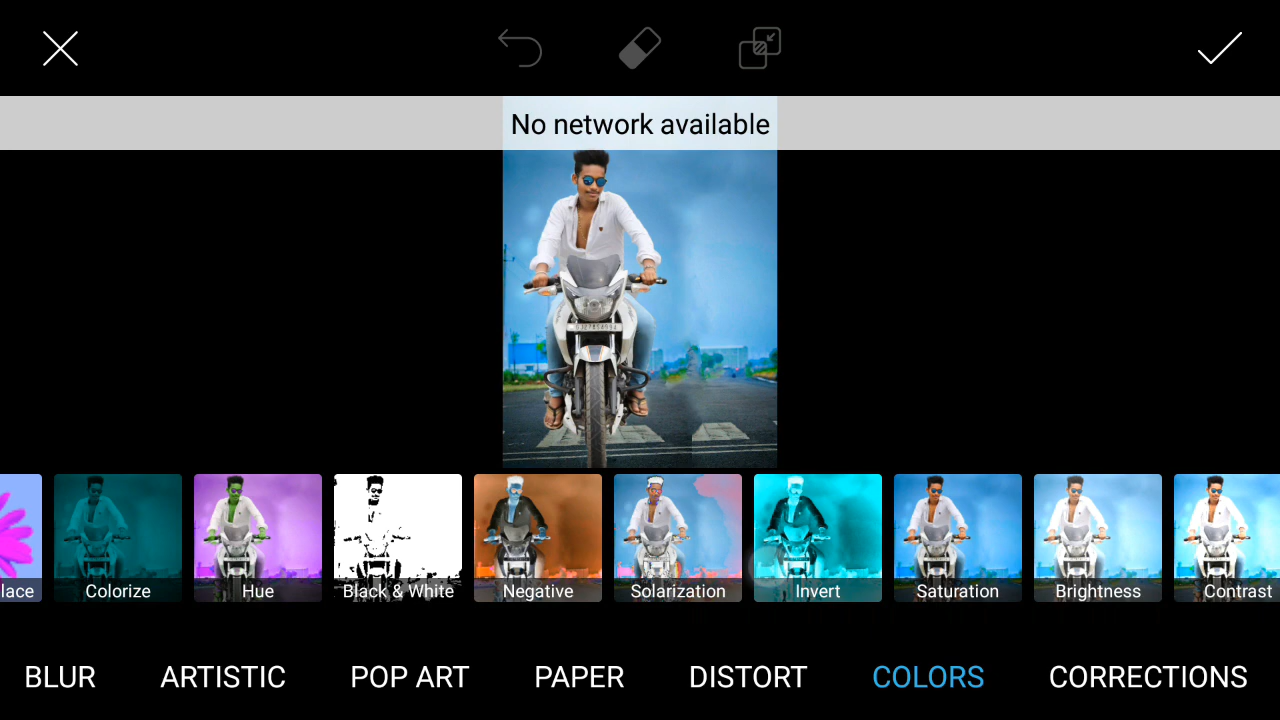 No network available
lace
Colorize
Hue
Black & White
Negative
Solarization
Invert
Saturation
Brightness
Contrast
BLUR ARTISTIC POP ART PAPER DISTORT COLORS CORRECTIONS